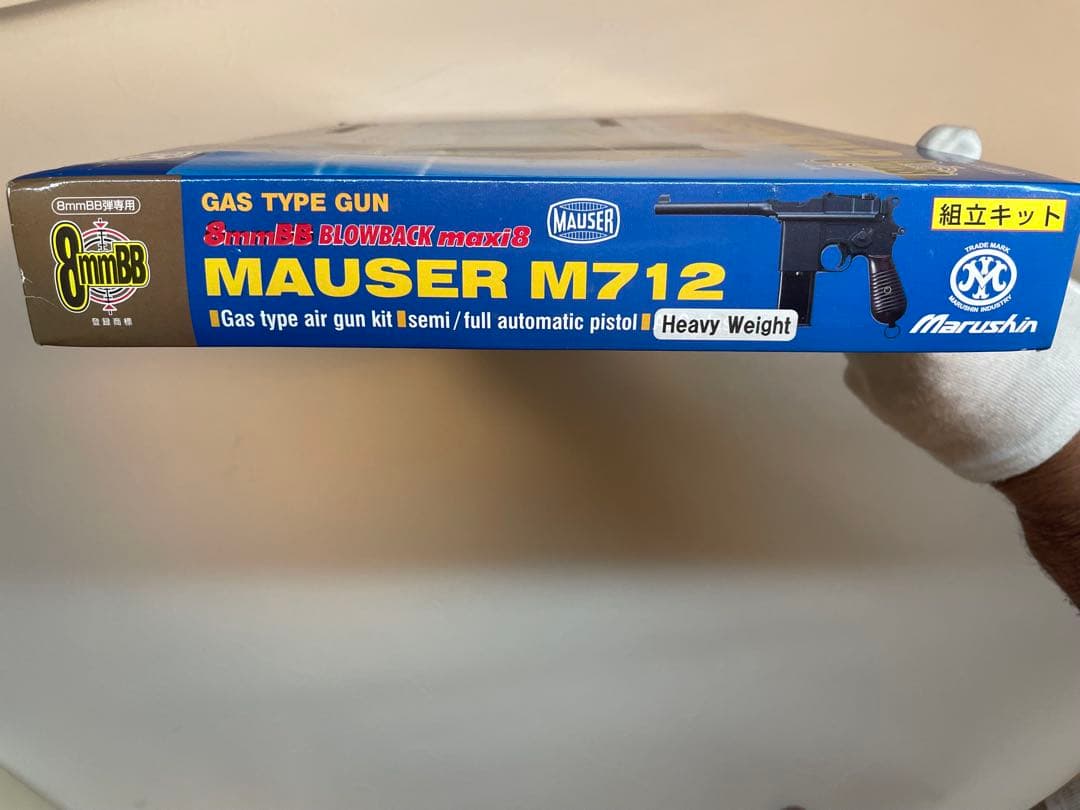 8mmBB弾専用
8mmBB
登録商標
GAS TYPE GUN
8mmBB BLOWBACK maxi8
MAUSER
MAUSER M712
Gas type air gun kit semi/full automatic pistol Heavy Weight
組立キット
TRADE MARK
MARUSHIN INDUSTRY
Marushin